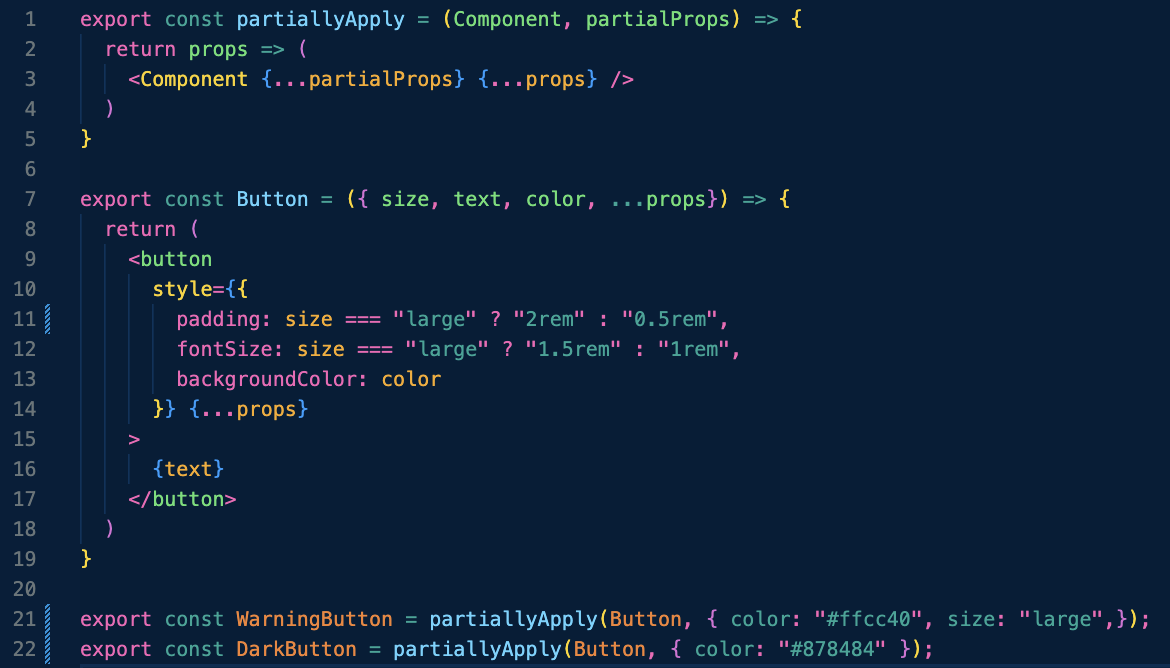 1 export const partiallyApply = (Component, partialProps) => {
2   return props => (
3     <Component {...partialProps} {...props} />
4   )
5 }
6
7 export const Button = ({ size, text, color, ...props}) => {
8   return (
9     <button
10       style={{
11         padding: size === "large" ? "2rem" : "0.5rem",
12         fontSize: size === "large" ? "1.5rem" : "1rem",
13         backgroundColor: color
14       }} {...props}
15     >
16       {text}
17     </button>
18   )
19 }
20
21 export const WarningButton = partiallyApply(Button, { color: "#ffcc40", size: "large",});
22 export const DarkButton = partiallyApply(Button, { color: "#878484" });